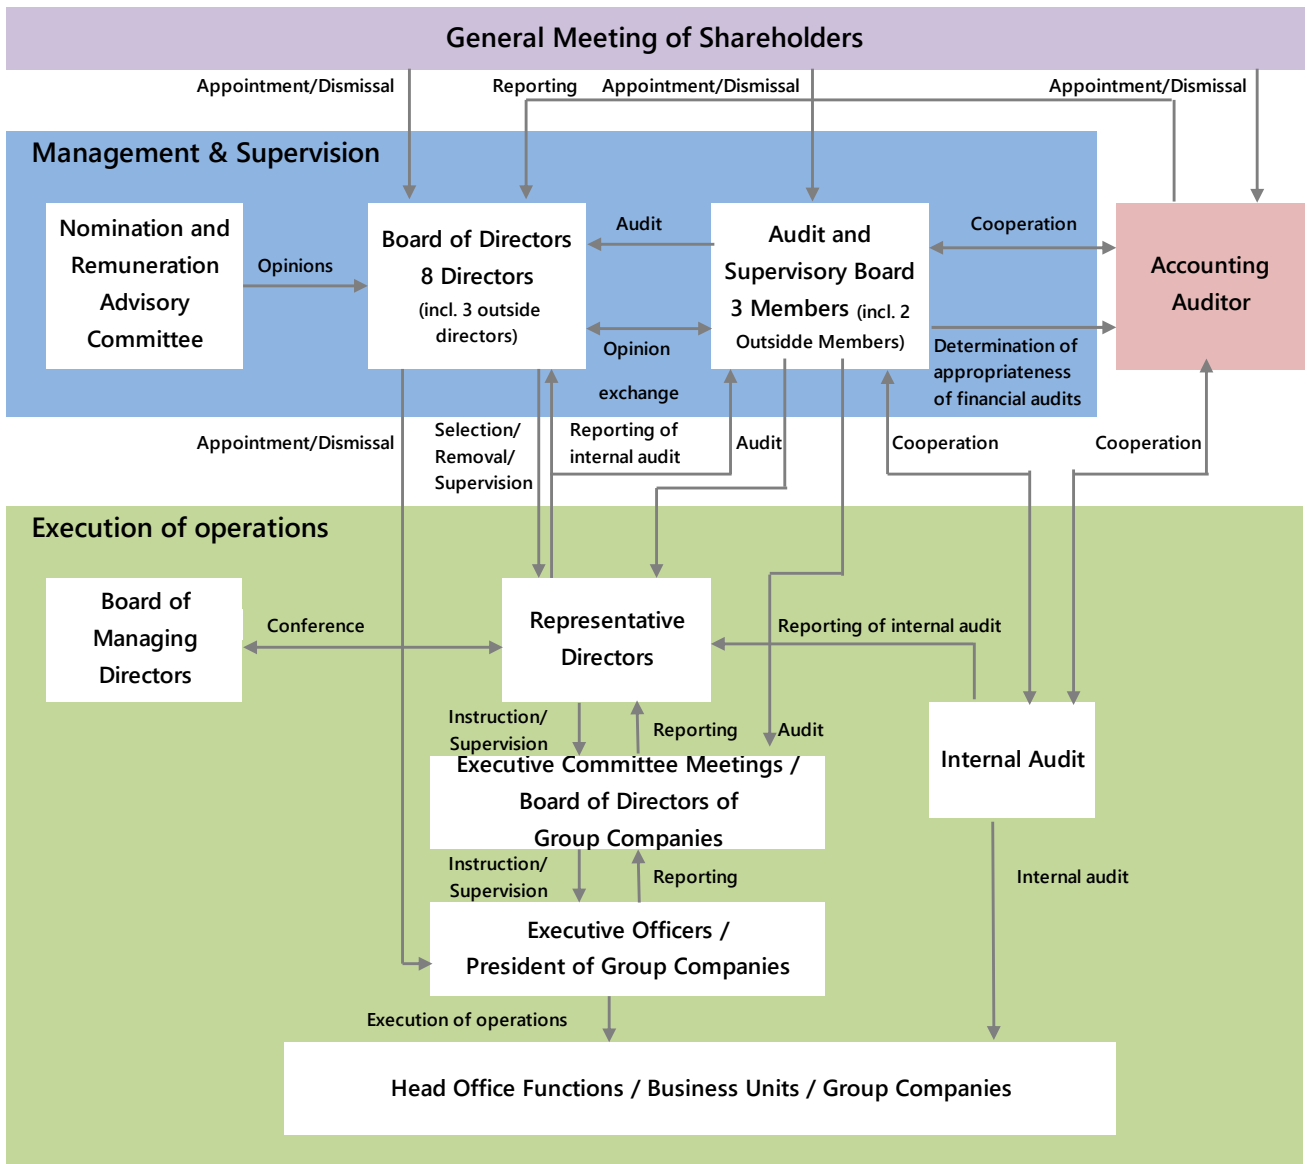 General Meeting of Shareholders
Appointment/Dismissal
Reporting
Appointment/Dismissal
Appointment/Dismissal
Management & Supervision
Nomination and
Remuneration
Advisory
Committee
Opinions
Board of Directors
8 Directors
(incl. 3 outside
directors)
Audit
Opinion
exchange
Audit and
Supervisory Board
3 Members (incl. 2
Outsidde Members)
Cooperation
Determination of
appropriateness
of financial audits
Accounting
Auditor
Appointment/Dismissal
Selection/
Removal/
Supervision
Reporting of
internal audit
Audit
Cooperation
Cooperation
Execution of operations
Board of
Managing
Directors
Conference
Representative
Directors
Reporting of internal audit
Instruction/
Supervision
Reporting
Audit
Executive Committee Meetings /
Board of Directors of
Group Companies
Internal Audit
Instruction/
Supervision
Reporting
Internal audit
Executive Officers /
President of Group Companies
Execution of operations
Head Office Functions / Business Units / Group Companies